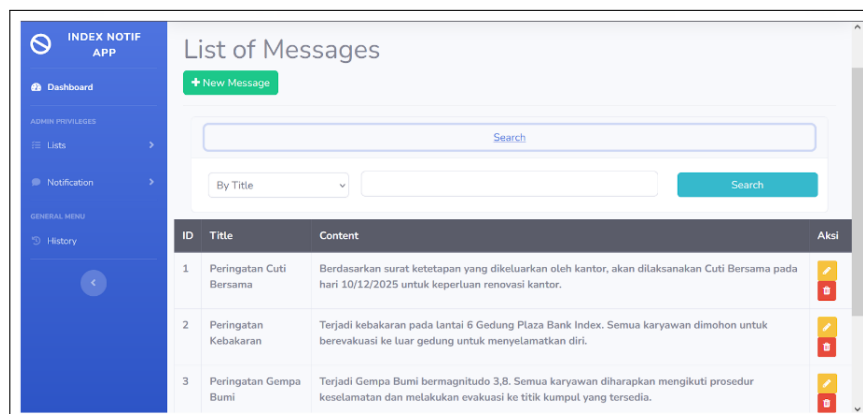 INDEX NOTIF
APP
Dashboard
ADMIN PRIVILEGES
Lists
Notification
GENERAL MENU
History
List of Messages
New Message
Search
By Title
Search
ID Title Content Aksi
1 Peringatan Cuti Berdasarkan surat ketetapan yang dikeluarkan oleh kantor, akan dilaksanakan Cuti Bersama pada
Bersama hari 10/12/2025 untuk keperluan renovasi kantor.
2 Peringatan Terjadi kebakaran pada lantai 6 Gedung Plaza Bank Index. Semua karyawan dimohon untuk
Kebakaran berevakuasi ke luar gedung untuk menyelamatkan diri.
3 Peringatan Gempa Terjadi Gempa Bumi bermagnitudo 3,8. Semua karyawan diharapkan mengikuti prosedur
Bumi keselamatan dan melakukan evakuasi ke titik kumpul yang tersedia.